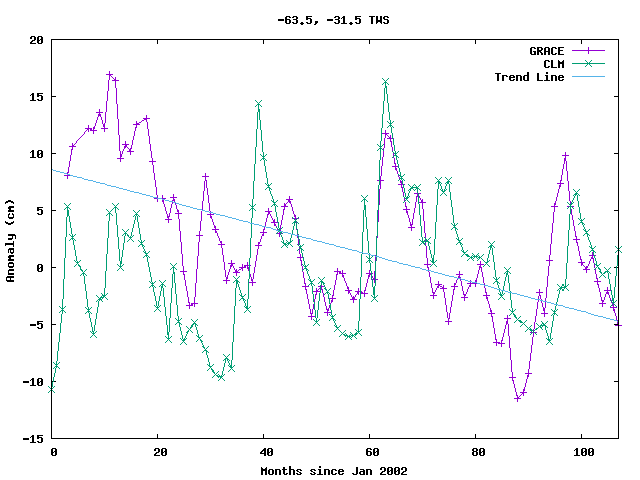 -63.5, -31.5 TWS
GRACE
CLM
Trend Line
20
15
10
5
0
-5
-10
-15
Anomaly (cm)
0 20 40 60 80 100
Months since Jan 2002